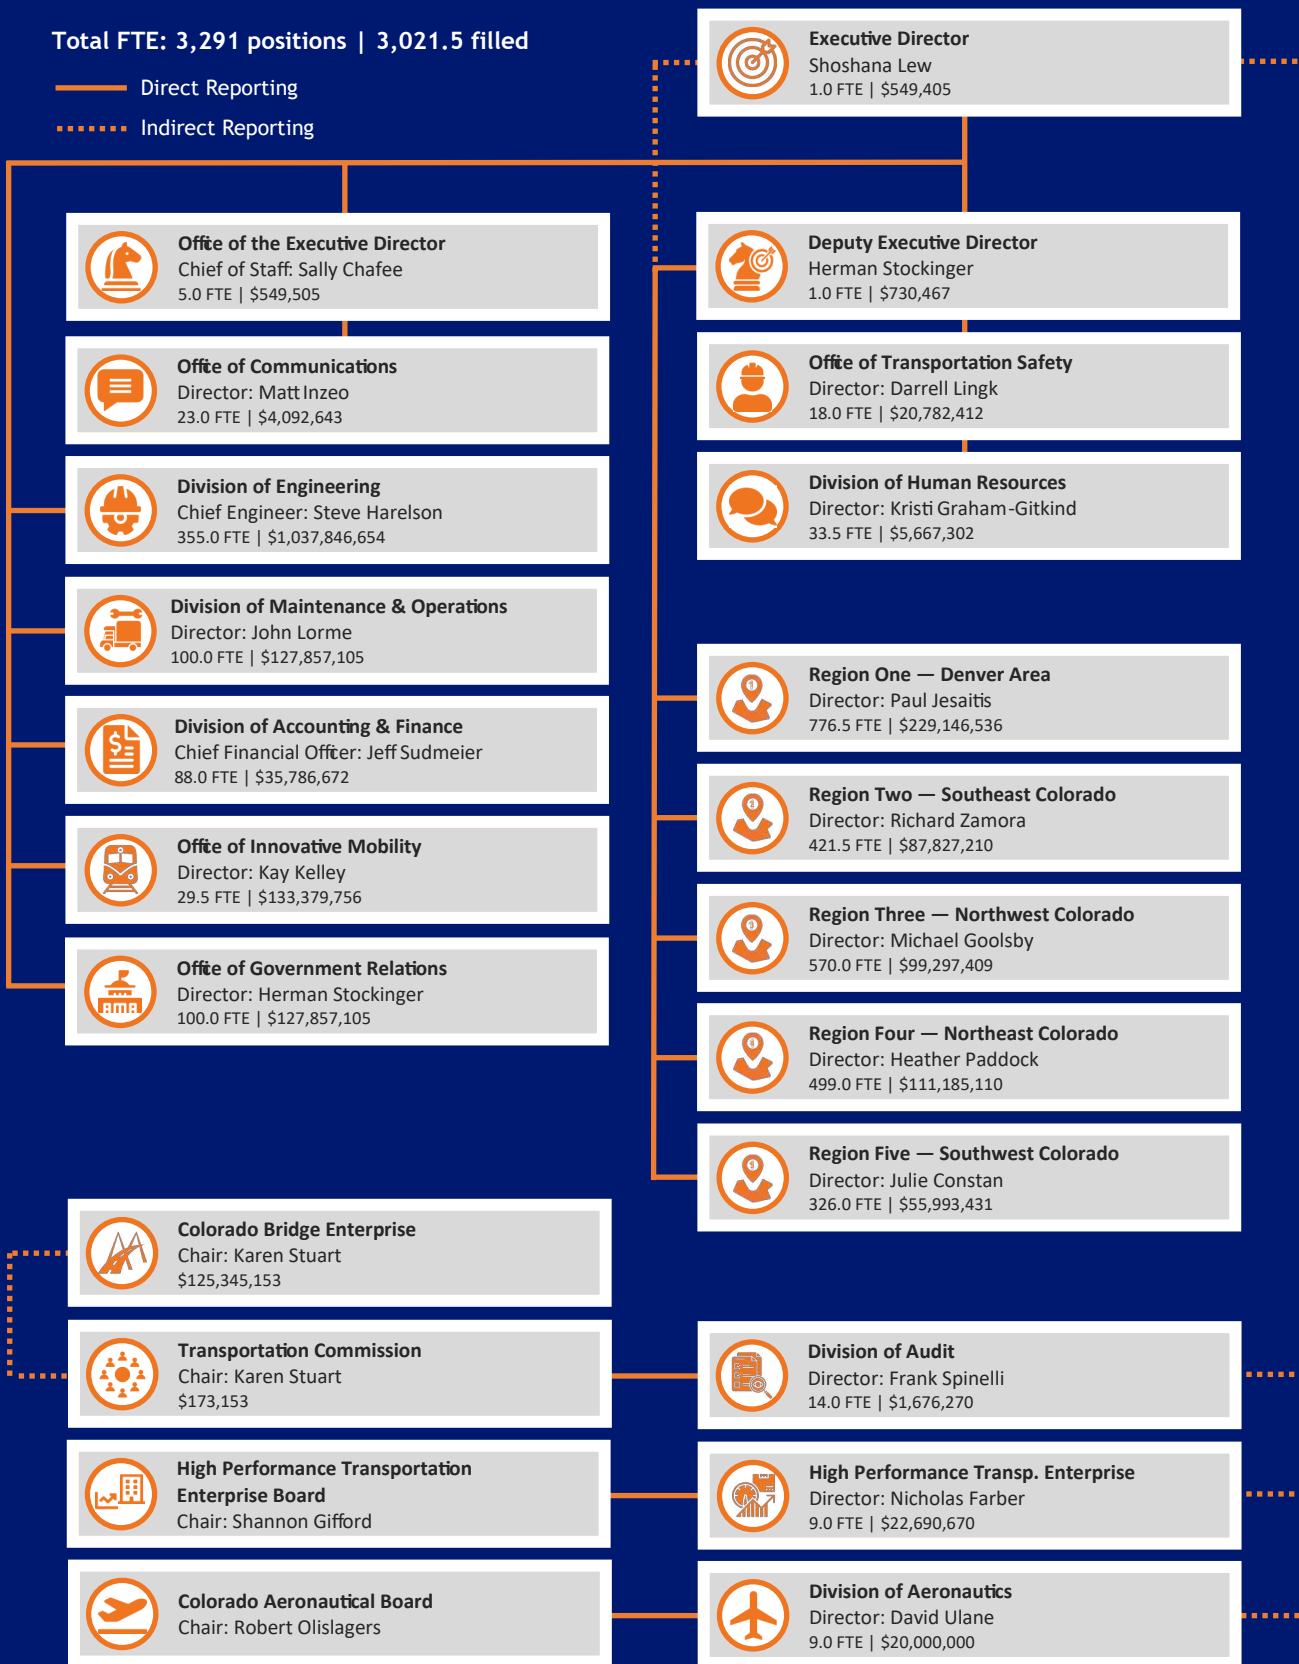 Total FTE: 3,291 positions | 3,021.5 filled
Direct Reporting
Indirect Reporting
Executive Director
Shoshana Lew
1.0 FTE | $549,405
Office of the Executive Director
Chief of Staff: Sally Chafee
5.0 FTE | $549,505
Office of Communications
Director: Matt Inzeo
23.0 FTE | $4,092,643
Division of Engineering
Chief Engineer: Steve Harelson
355.0 FTE | $1,037,846,654
Division of Maintenance & Operations
Director: John Lorme
100.0 FTE | $127,857,105
Division of Accounting & Finance
Chief Financial Officer: Jeff Sudmeier
88.0 FTE | $35,786,672
Office of Innovative Mobility
Director: Kay Kelley
29.5 FTE | $133,379,756
Office of Government Relations
Director: Herman Stockinger
100.0 FTE | $127,857,105
Deputy Executive Director
Herman Stockinger
1.0 FTE | $730,467
Office of Transportation Safety
Director: Darrell Lingk
18.0 FTE | $20,782,412
Division of Human Resources
Director: Kristi Graham-Gitkind
33.5 FTE | $5,667,302
Region One — Denver Area
Director: Paul Jesaitis
776.5 FTE | $229,146,536
Region Two — Southeast Colorado
Director: Richard Zamora
421.5 FTE | $87,827,210
Region Three — Northwest Colorado
Director: Michael Goolsby
570.0 FTE | $99,297,409
Region Four — Northeast Colorado
Director: Heather Paddock
499.0 FTE | $111,185,110
Region Five — Southwest Colorado
Director: Julie Constan
326.0 FTE | $55,993,431
Colorado Bridge Enterprise
Chair: Karen Stuart
$125,345,153
Transportation Commission
Chair: Karen Stuart
$173,153
High Performance Transportation
Enterprise Board
Chair: Shannon Gifford
Colorado Aeronautical Board
Chair: Robert Olislagers
Division of Audit
Director: Frank Spinelli
14.0 FTE | $1,676,270
High Performance Transp. Enterprise
Director: Nicholas Farber
9.0 FTE | $22,690,670
Division of Aeronautics
Director: David Ulane
9.0 FTE | $20,000,000